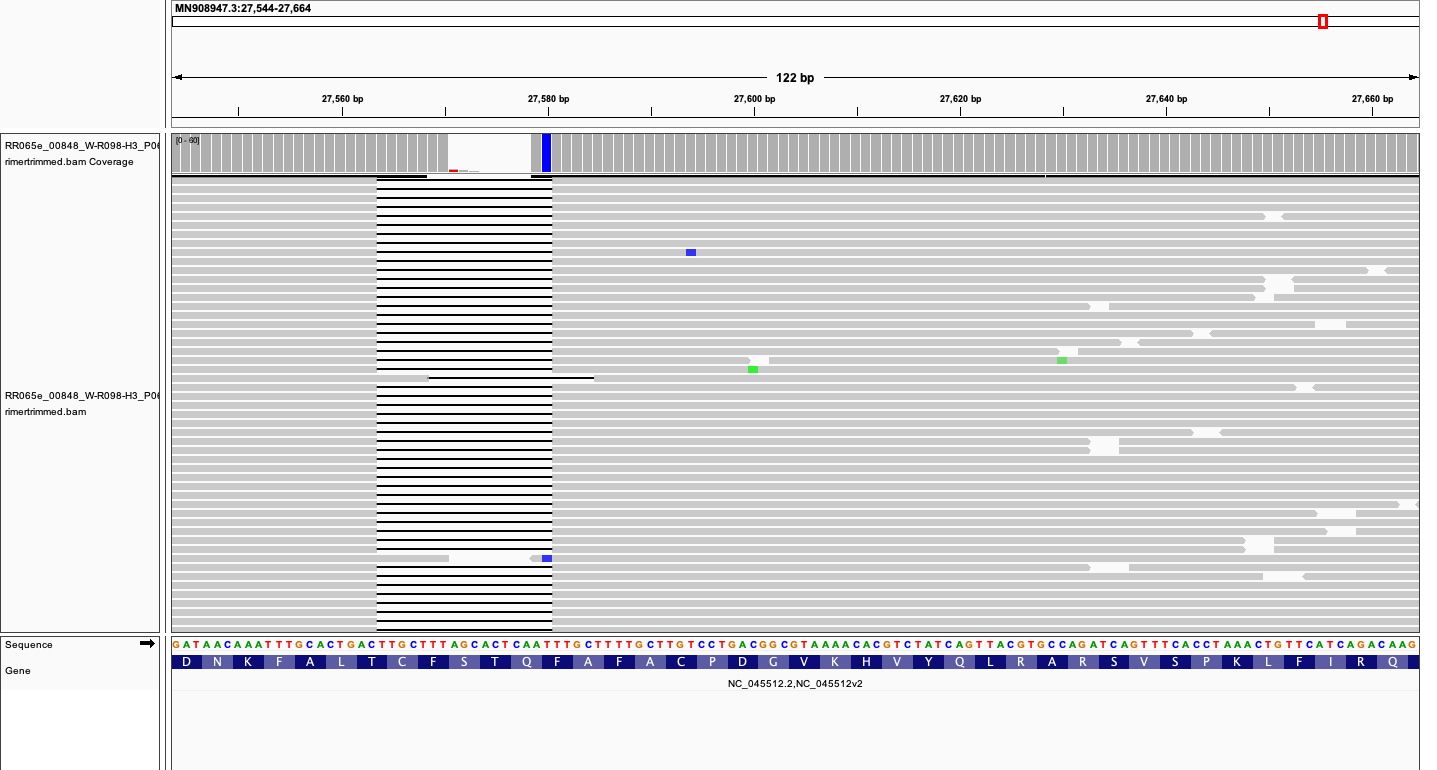 MN908947.3:27,544-27,664
122 bp
27,560 bp 27,580 bp 27,600 bp 27,620 bp 27,640 bp 27,660 bp
[0 - 60]
RR065e_00848_W-R098-H3_P06
rimertrimmed.bam Coverage
RR065e_00848_W-R098-H3_P06
rimertrimmed.bam
Sequence
GATAACAAATTTGCACTGACTTGCTTTAGCACTCAATTTGCTTTTGCTTGTCCTGACGGCGTAAAACACGTCTATCAGTTACGTGCCAGATCAGTTTCACCTAAACTGTTCATCAGACAAG
Gene
D N K F A L T C F S T Q F A F A C P D G V K H V Y Q L R A R S V S P K L F I R Q
NC_045512.2,NC_045512v2